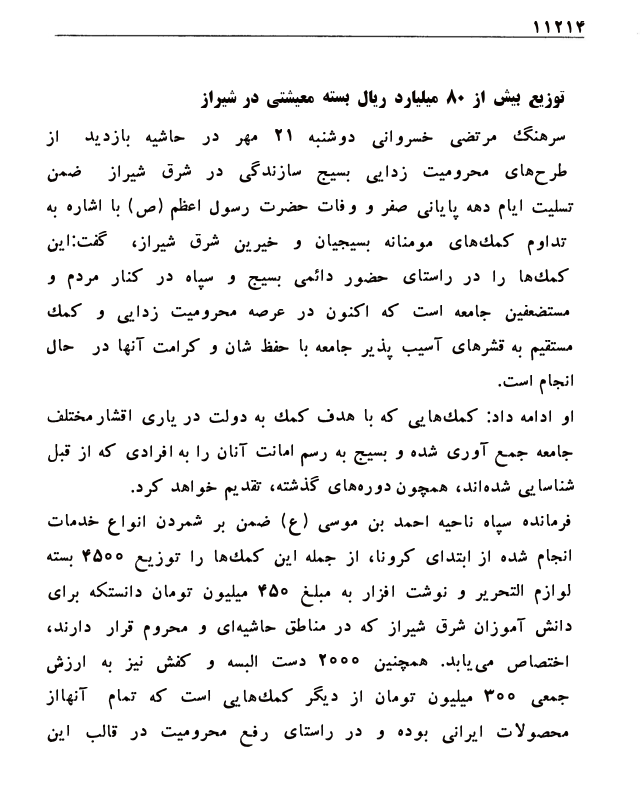 ۱۱۲۱۴
توزیع بیش از ۸۰ میلیارد ریال بسته معیشتی در شیراز
سرهنگ مرتضی خسروانی دوشنبه ۲۱ مهر در حاشیه بازدید از
طرح‌های محرومیت زدایی بسیج سازندگی در شرق شیراز ضمن
تسلیت ایام دهه پایانی صفر و وفات حضرت رسول اعظم (ص) با اشاره به
تداوم کمک‌های مومنانه بسیجیان و خیرین شرق شیراز، گفت:این
کمک‌ها را در راستای حضور دائمی بسیج و سپاه در کنار مردم و
مستضعفین جامعه است که اکنون در عرصه محرومیت زدایی و کمک
مستقیم به قشرهای آسیب پذیر جامعه با حفظ شان و کرامت آنها در حال
انجام است.
او ادامه داد: کمک‌هایی که با هدف کمک به دولت در یاری اقشار مختلف
جامعه جمع آوری شده و بسیج به رسم امانت آنان را به افرادی که از قبل
شناسایی شده‌اند، همچون دوره‌های گذشته، تقدیم خواهد کرد.
فرمانده سپاه ناحیه احمد بن موسی (ع) ضمن بر شمردن انواع خدمات
انجام شده از ابتدای کرونا، از جمله این کمک‌ها را توزیع ۴۵۰۰ بسته
لوازم التحریر و نوشت افزار به مبلغ ۴۵۰ میلیون تومان دانستکه برای
دانش آموزان شرق شیراز که در مناطق حاشیه‌ای و محروم قرار دارند،
اختصاص می‌یابد. همچنین ۲۰۰۰ دست البسه و کفش نیز به ارزش
جمعی ۳۰۰ میلیون تومان از دیگر کمک‌هایی است که تمام آنهااز
محصولات ایرانی بوده و در راستای رفع محرومیت در قالب این